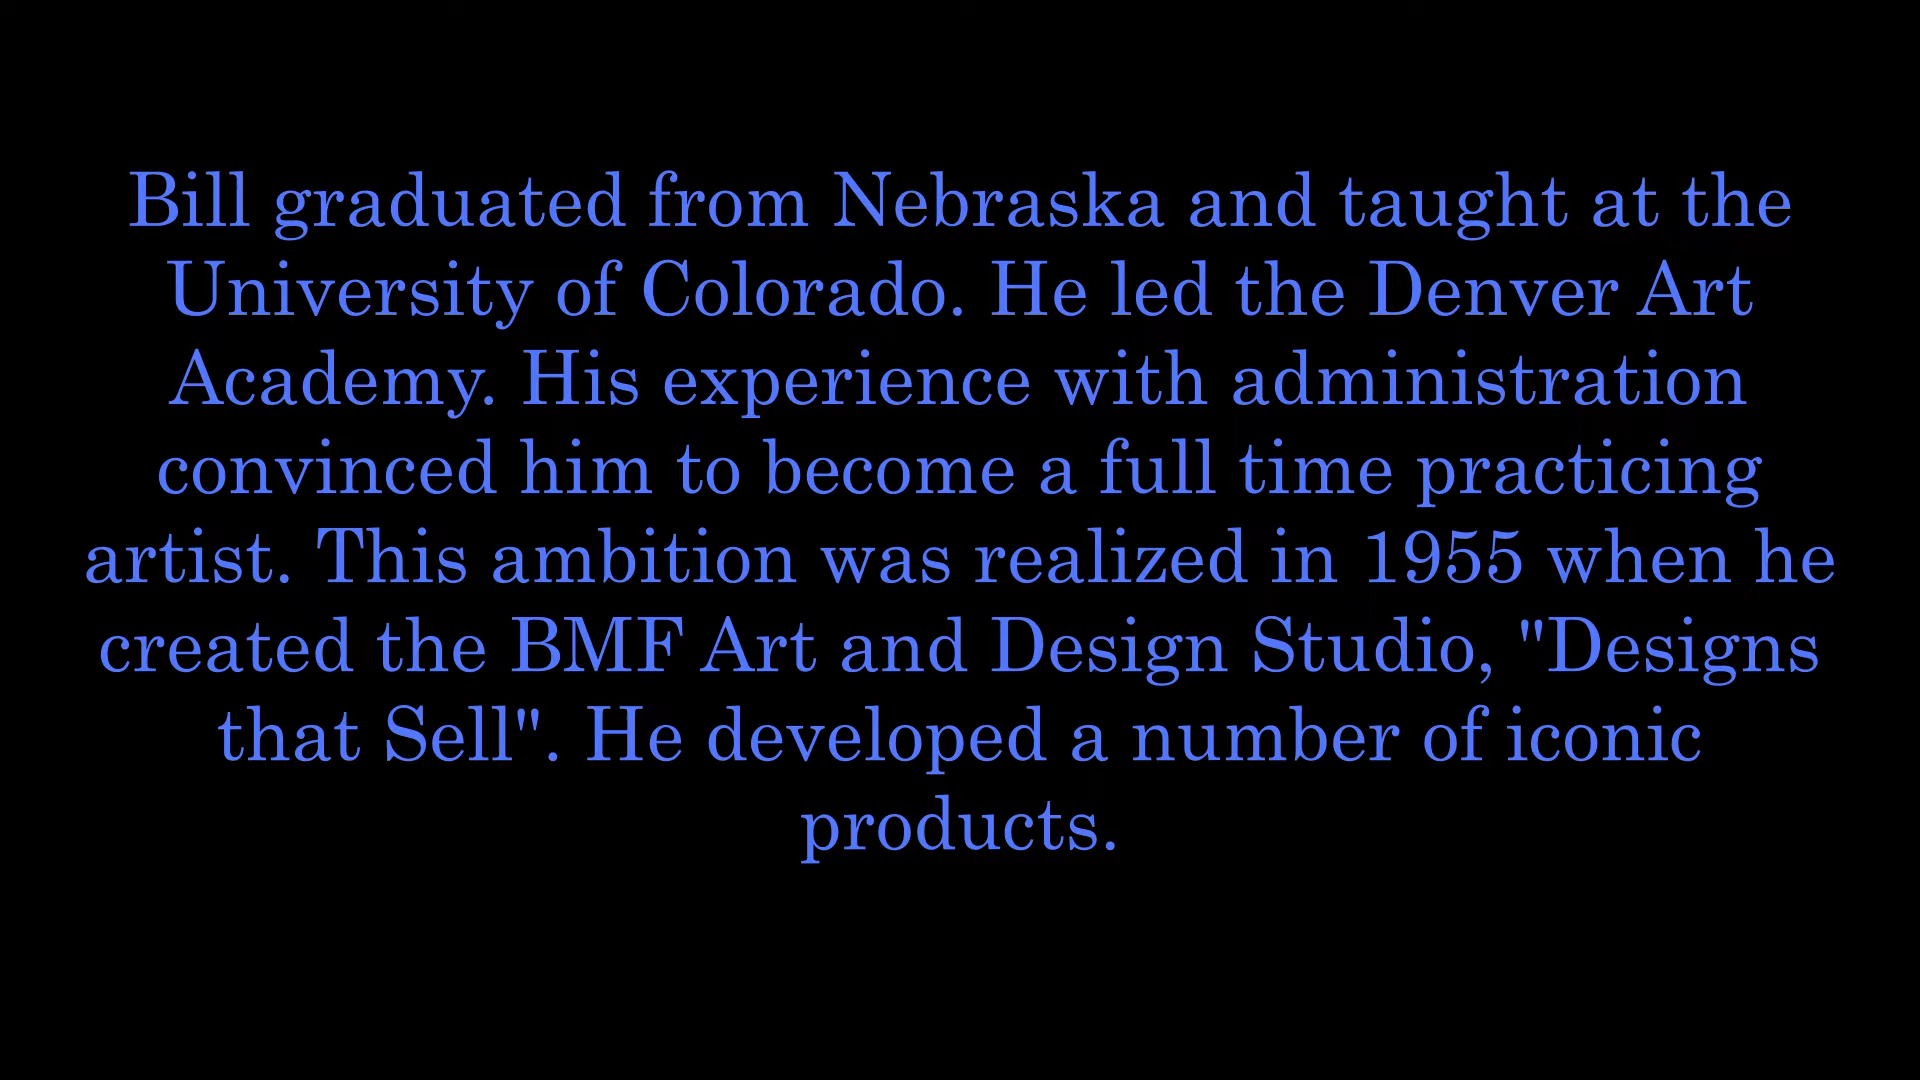 Bill graduated from Nebraska and taught at the
University of Colorado. He led the Denver Art
Academy. His experience with administration
convinced him to become a full time practicing
artist. This ambition was realized in 1955 when he
created the BMF Art and Design Studio, "Designs
that Sell". He developed a number of iconic
products.